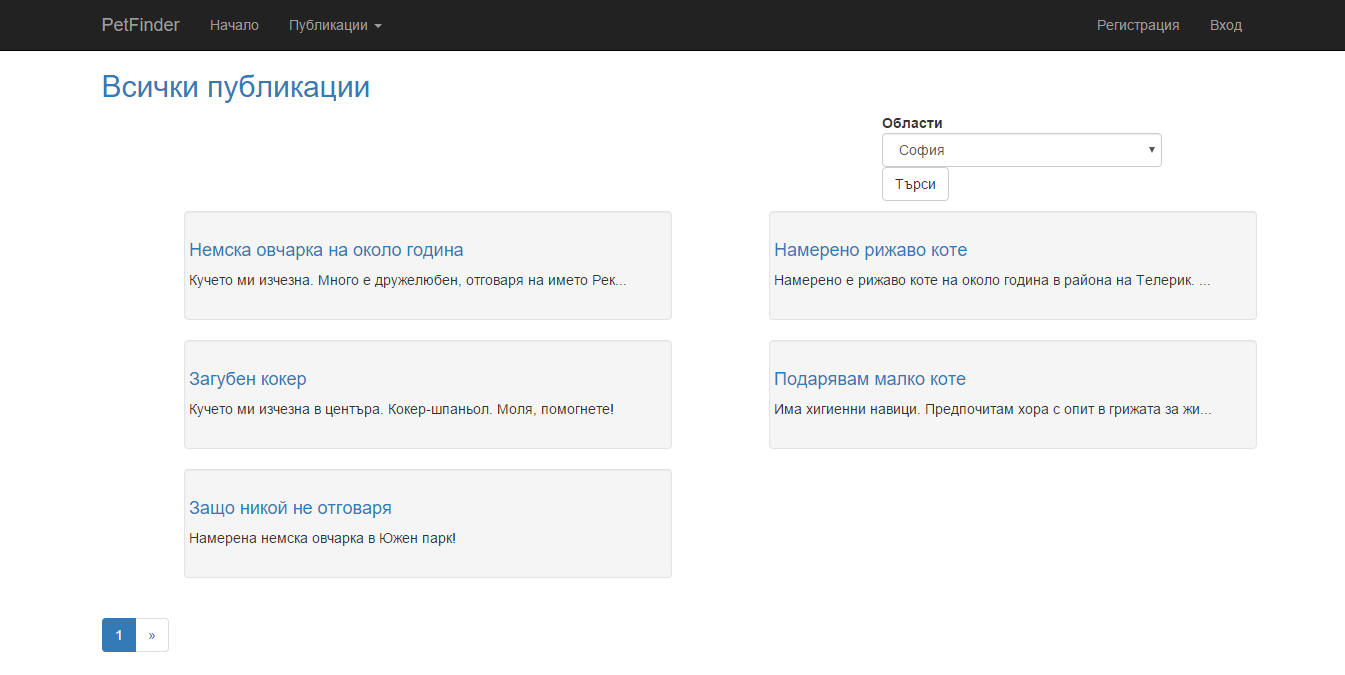 PetFinder Начало Публикации Регистрация Вход
Всички публикации
Области
София
Търси
Немска овчарка на около година
Кучето ми изчезна. Много е дружелюбен, отговаря на името Рек...
Намерено рижаво коте
Намерено е рижаво коте на около година в района на Телерик. ...
Загубен кокер
Кучето ми изчезна в центъра. Кокер-шпаньол. Моля, помогнете!
Подарявам малко коте
Има хигиенни навици. Предпочитам хора с опит в грижата за жи...
Защо никой не отговаря
Намерена немска овчарка в Южен парк!
1 »